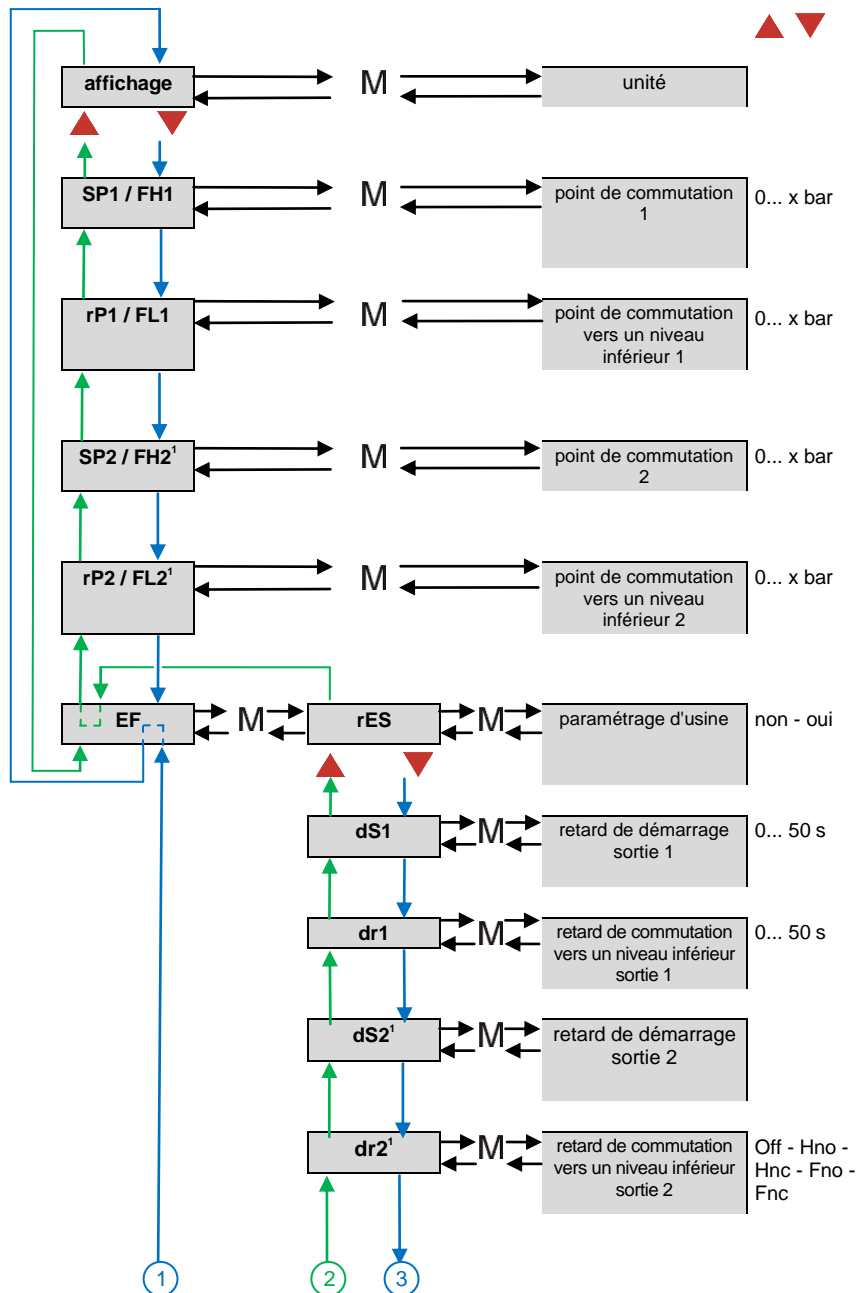 affichage M unité
SP1 / FH1 M point de commutation 0... x bar
1
rP1 / FL1 M point de commutation 0... x bar
vers un niveau
inférieur 1
SP2 / FH2¹ M point de commutation 0... x bar
2
rP2 / FL2¹ M point de commutation 0... x bar
vers un niveau
inférieur 2
EF M rES M paramétrage d'usine non - oui
dS1 M retard de démarrage 0... 50 s
sortie 1
dr1 M retard de commutation 0... 50 s
vers un niveau inférieur
sortie 1
dS2¹ M retard de démarrage
sortie 2
dr2¹ M retard de commutation Off - Hno -
vers un niveau inférieur Hnc - Fno -
sortie 2 Fnc
1 2 3